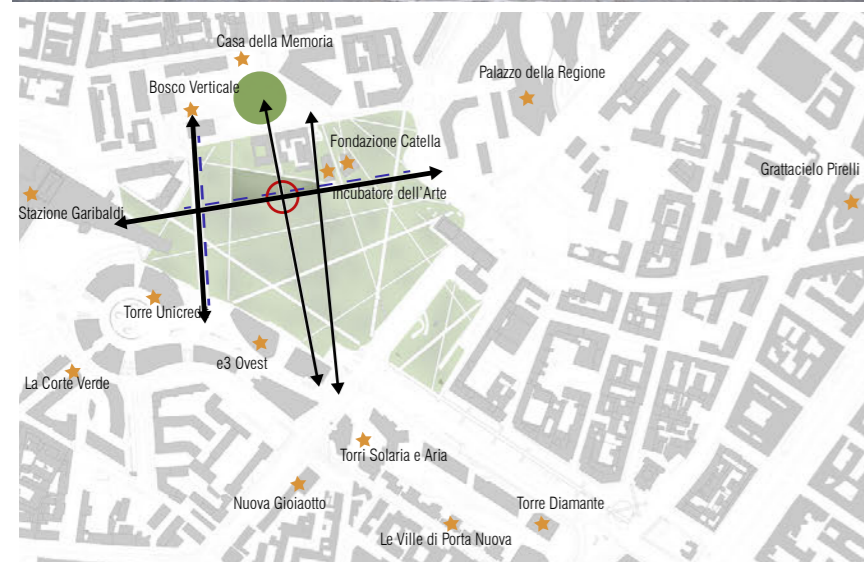 Casa della Memoria
Palazzo della Regione
Bosco Verticale
Fondazione Catella
Grattacielo Pirelli
Incubatore dell'Arte
Stazione Garibaldi
Torre Unicredit
e3 Ovest
La Corte Verde
Torri Solaria e Aria
Nuova Gioiaotto
Torre Diamante
Le Ville di Porta Nuova